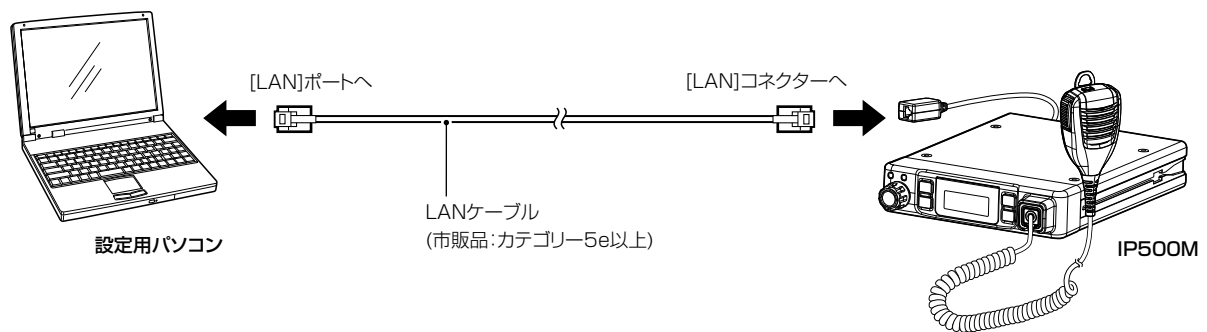 [LAN]ポートへ
[LAN]コネクターへ
LANケーブル
(市販品:カテゴリー5e以上)
設定用パソコン
IP500M